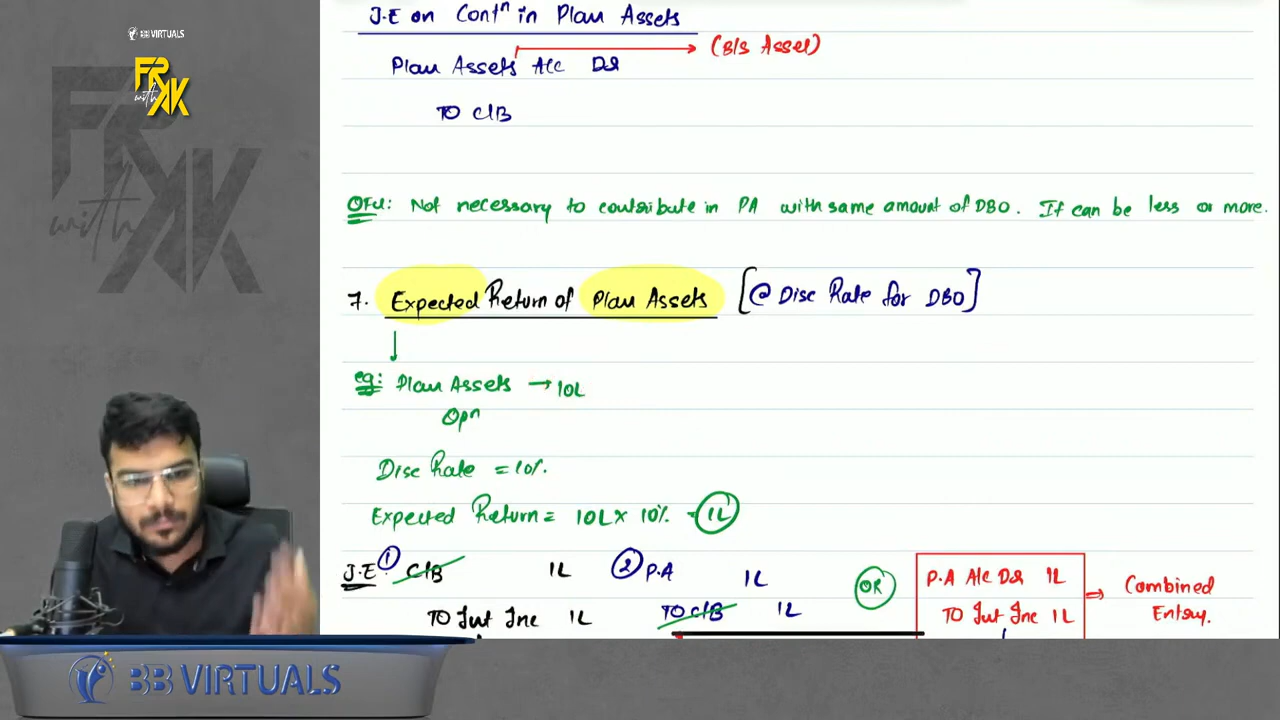 BB VIRTUALS
FR
with
AK
FR
with
AK
J.E on Contn in Plan Assets
Plan Assets A/c Dr → (B/S Asset)
TO C/B
OFU: Not necessary to contribute in PA with same amount of DBO. It can be less or more.
7. Expected Return of Plan Assets [@ Disc Rate for DBO]
eg: Plan Assets → 10L
Opn
Disc Rate = 10%.
Expected Return = 10L x 10% - 1L
J.E: ① C/B 1L ② P.A 1L OR P.A A/c Dr 1L ⇒ Combined
TO Int Inc 1L TO C/B 1L TO Int Inc 1L Entry.
BB VIRTUALS